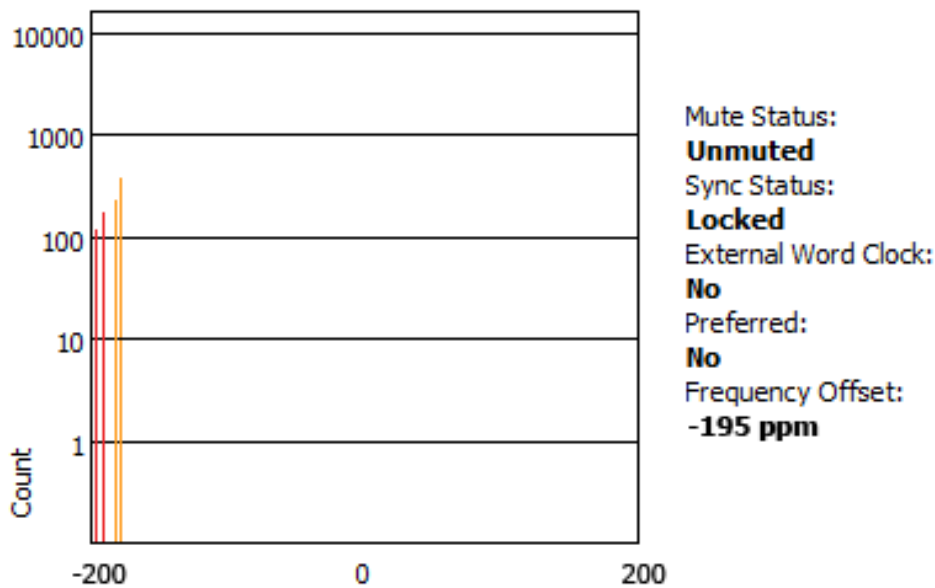 10000
1000
100
10
1
Count
-200
0
200
Mute Status:
Unmuted
Sync Status:
Locked
External Word Clock:
No
Preferred:
No
Frequency Offset:
-195 ppm